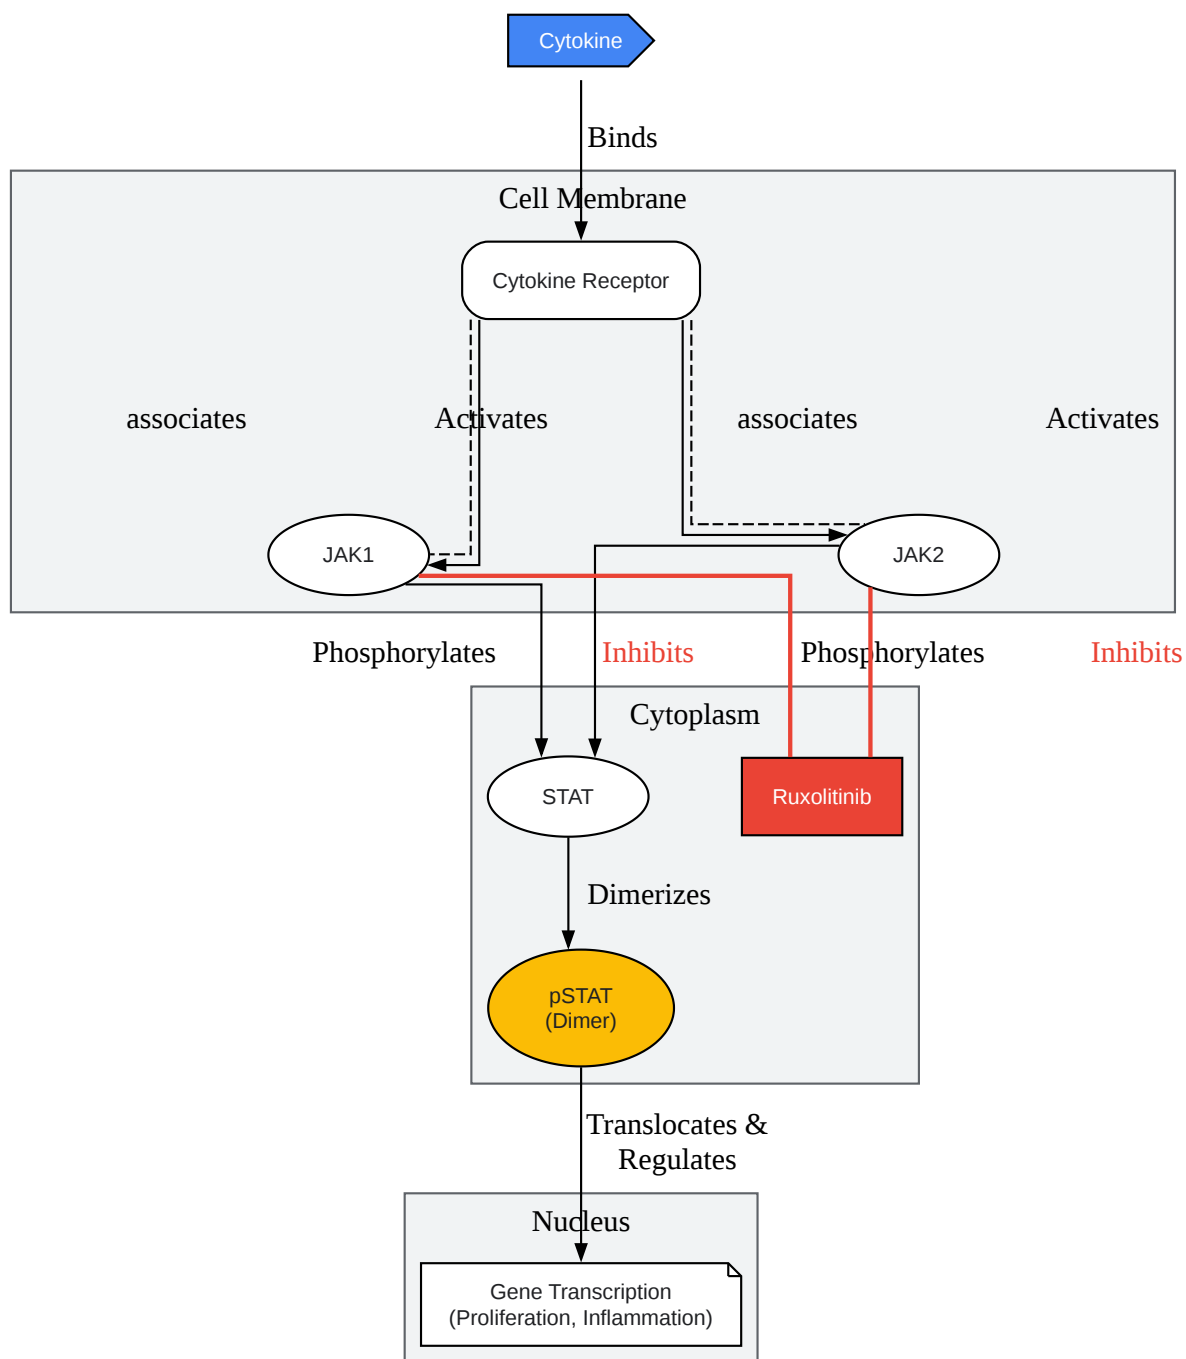 Cytokine
Binds
Cell Membrane
Cytokine Receptor
associates
Activates
associates
Activates
JAK1
JAK2
Phosphorylates
Inhibits
Phosphorylates
Inhibits
Cytoplasm
STAT
Ruxolitinib
Dimerizes
pSTAT
(Dimer)
Translocates &
Regulates
Nucleus
Gene Transcription
(Proliferation, Inflammation)